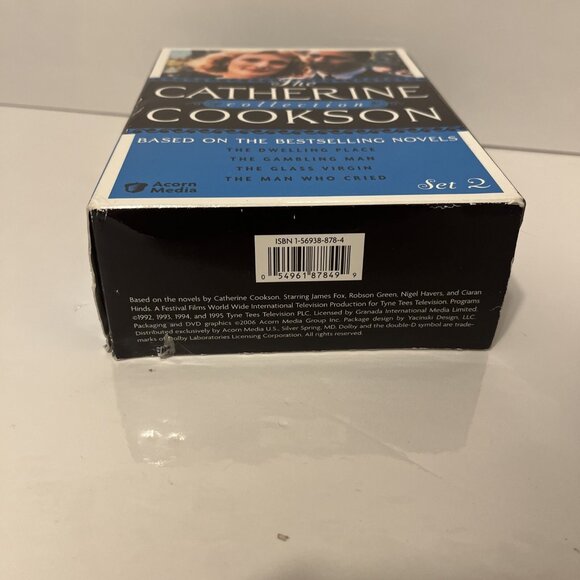 The
CATHERINE
collection
COOKSON
BASED ON THE BESTSELLING NOVELS
THE DWELLING PLACE
THE GAMBLING MAN
THE GLASS VIRGIN
THE MAN WHO CRIED
Acorn
Media
Set 2
ISBN 1-56938-878-4
0 54961 87849 9
Based on the novels by Catherine Cookson. Starring James Fox, Robson Green, Nigel Havers, and Ciaran
Hinds. A Festival Films World Wide International Television Production for Tyne Tees Television. Programs
©1992, 1993, 1994, and 1995 Tyne Tees Television PLC. Licensed by Granada International Media Limited.
Packaging and DVD graphics ©2006 Acorn Media Group Inc. Package design by Yacinski Design, LLC.
Distributed exclusively by Acorn Media U.S., Silver Spring, MD. Dolby and the double-D symbol are trade-
marks of Dolby Laboratories Licensing Corporation. All rights reserved.